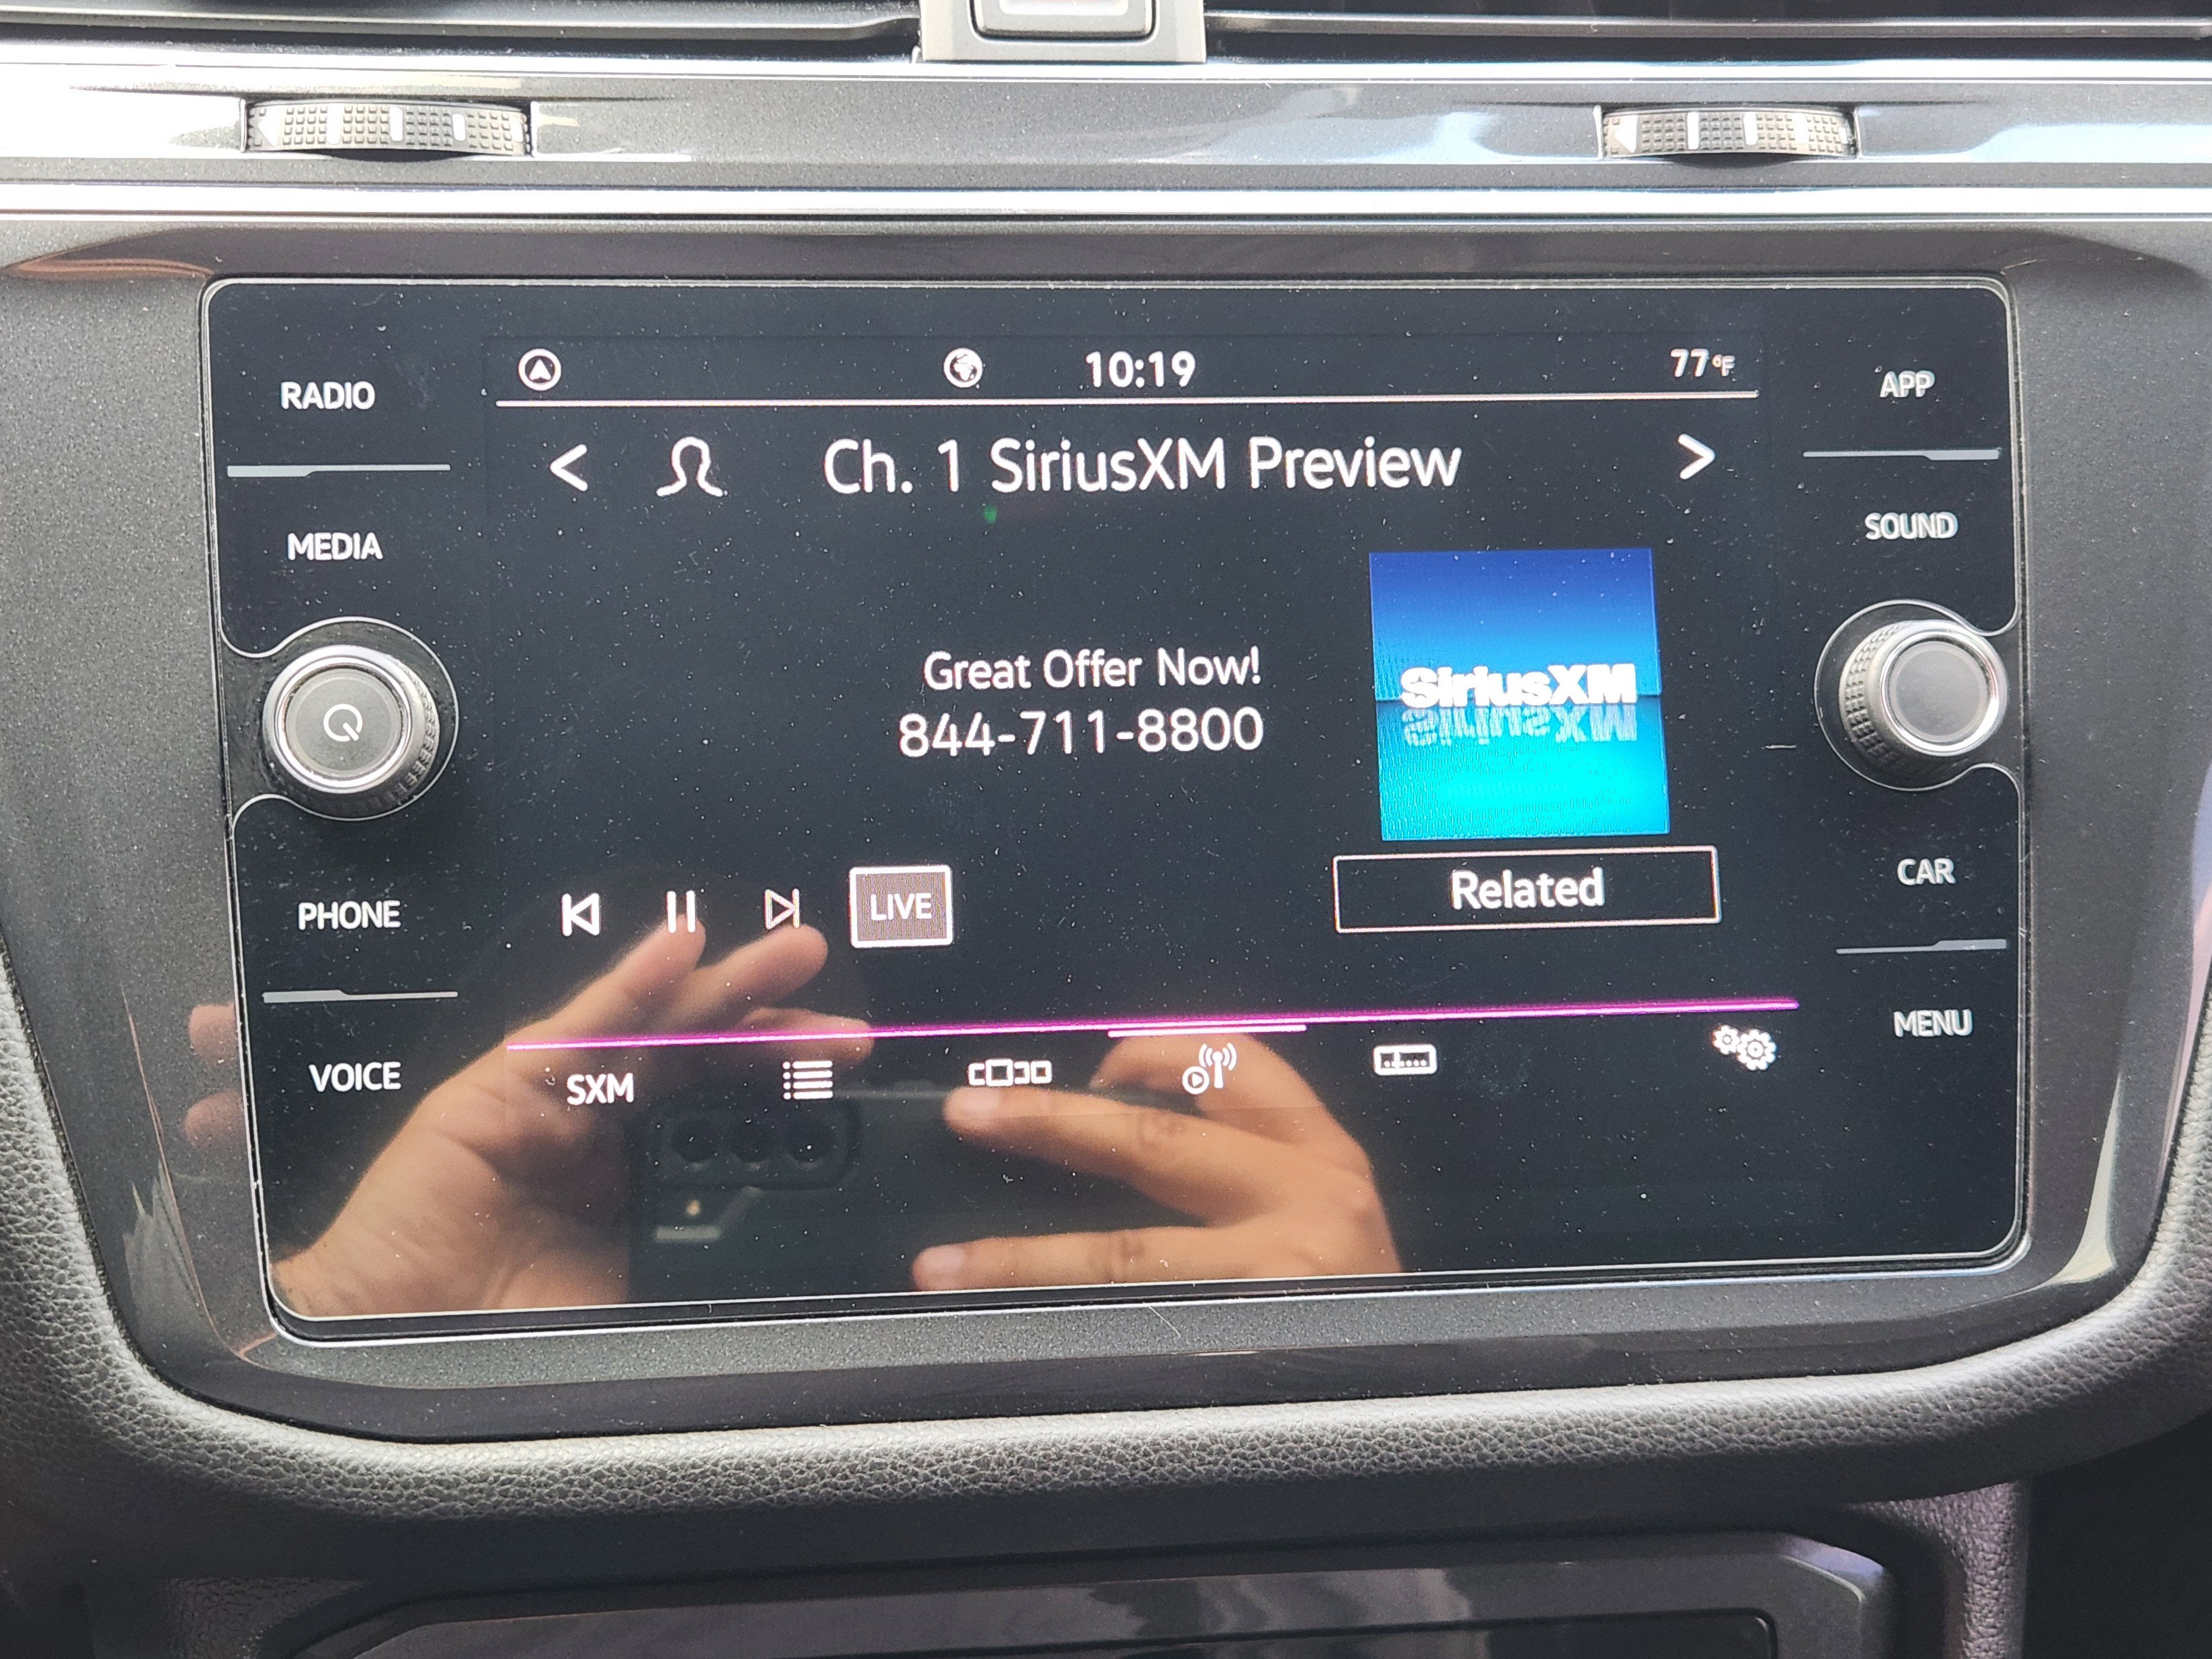 10:19
77°F
< Ch. 1 SiriusXM Preview >
RADIO
MEDIA
PHONE
VOICE
Great Offer Now!
844-711-8800
SiriusXM
LIVE
Related
SXM
APP
SOUND
CAR
MENU